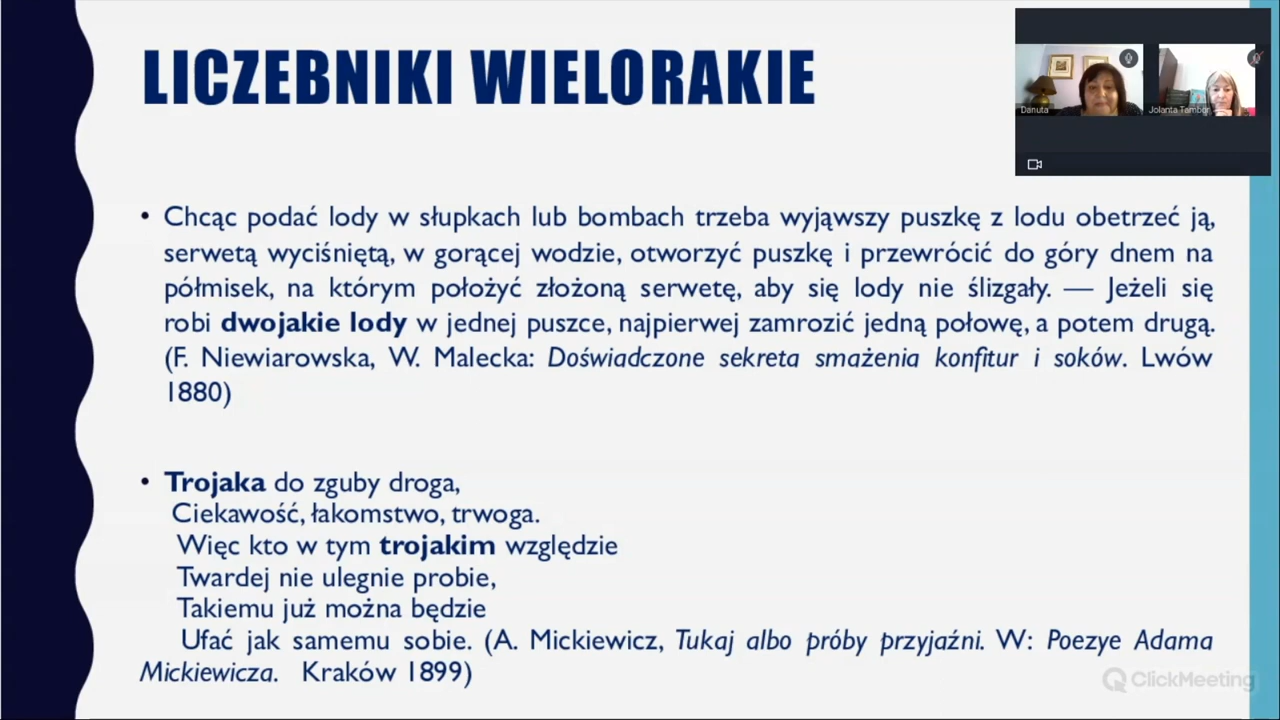 LICZEBNIKI WIELORAKIE
Danuta
Jolanta Tambor
• Chcąc podać lody w słupkach lub bombach trzeba wyjąwszy puszkę z lodu obetrzeć ją,
serwetą wyciśniętą, w gorącej wodzie, otworzyć puszkę i przewrócić do góry dnem na
półmisek, na którym położyć złożoną serwetę, aby się lody nie ślizgały. — Jeżeli się
robi dwojakie lody w jednej puszce, najpierwej zamrozić jedną połowę, a potem drugą.
(F. Niewiarowska, W. Malecka: Doświadczone sekreta smażenia konfitur i soków. Lwów
1880)
• Trojaka do zguby droga,
Ciekawość, łakomstwo, trwoga.
Więc kto w tym trojakim względzie
Twardej nie ulegnie probie,
Takiemu już można będzie
Ufać jak samemu sobie. (A. Mickiewicz, Tukaj albo próby przyjaźni. W: Poezye Adama
Mickiewicza. Kraków 1899)
ClickMeeting